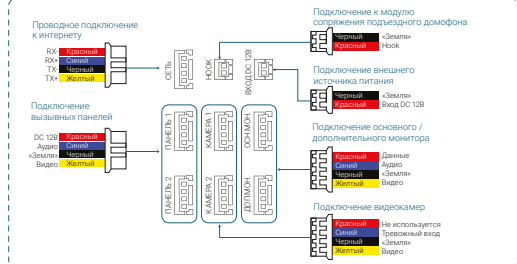 Проводное подключение
к интернету
RX- Красный
RX+ Синий
TX- Черный
TX+ Желтый
Подключение
вызывных панелей
DC 12В Красный
Аудио Синий
«Земля» Черный
Видео Желтый
СЕТЬ
HOOK
ВХОД DC 12В
ПАНЕЛЬ 1
КАМЕРА 1
ОСН.МОН.
ПАНЕЛЬ 2
КАМЕРА 2
ДОП.МОН.
Подключение к модулю
сопряжения подъездного домофона
Черный «Земля»
Красный Hook
Подключение внешнего
источника питания
Черный «Земля»
Красный Вход DC 12В
Подключение основного /
дополнительного монитора
Красный Данные
Синий Аудио
Черный «Земля»
Желтый Видео
Подключение видеокамер
Красный Не используется
Синий Тревожный вход
Черный «Земля»
Желтый Видео